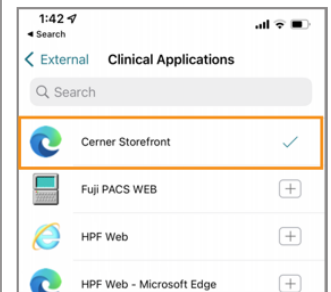 1:42
Search
External Clinical Applications
Search
Cerner Storefront
Fuji PACS WEB
HPF Web
HPF Web - Microsoft Edge